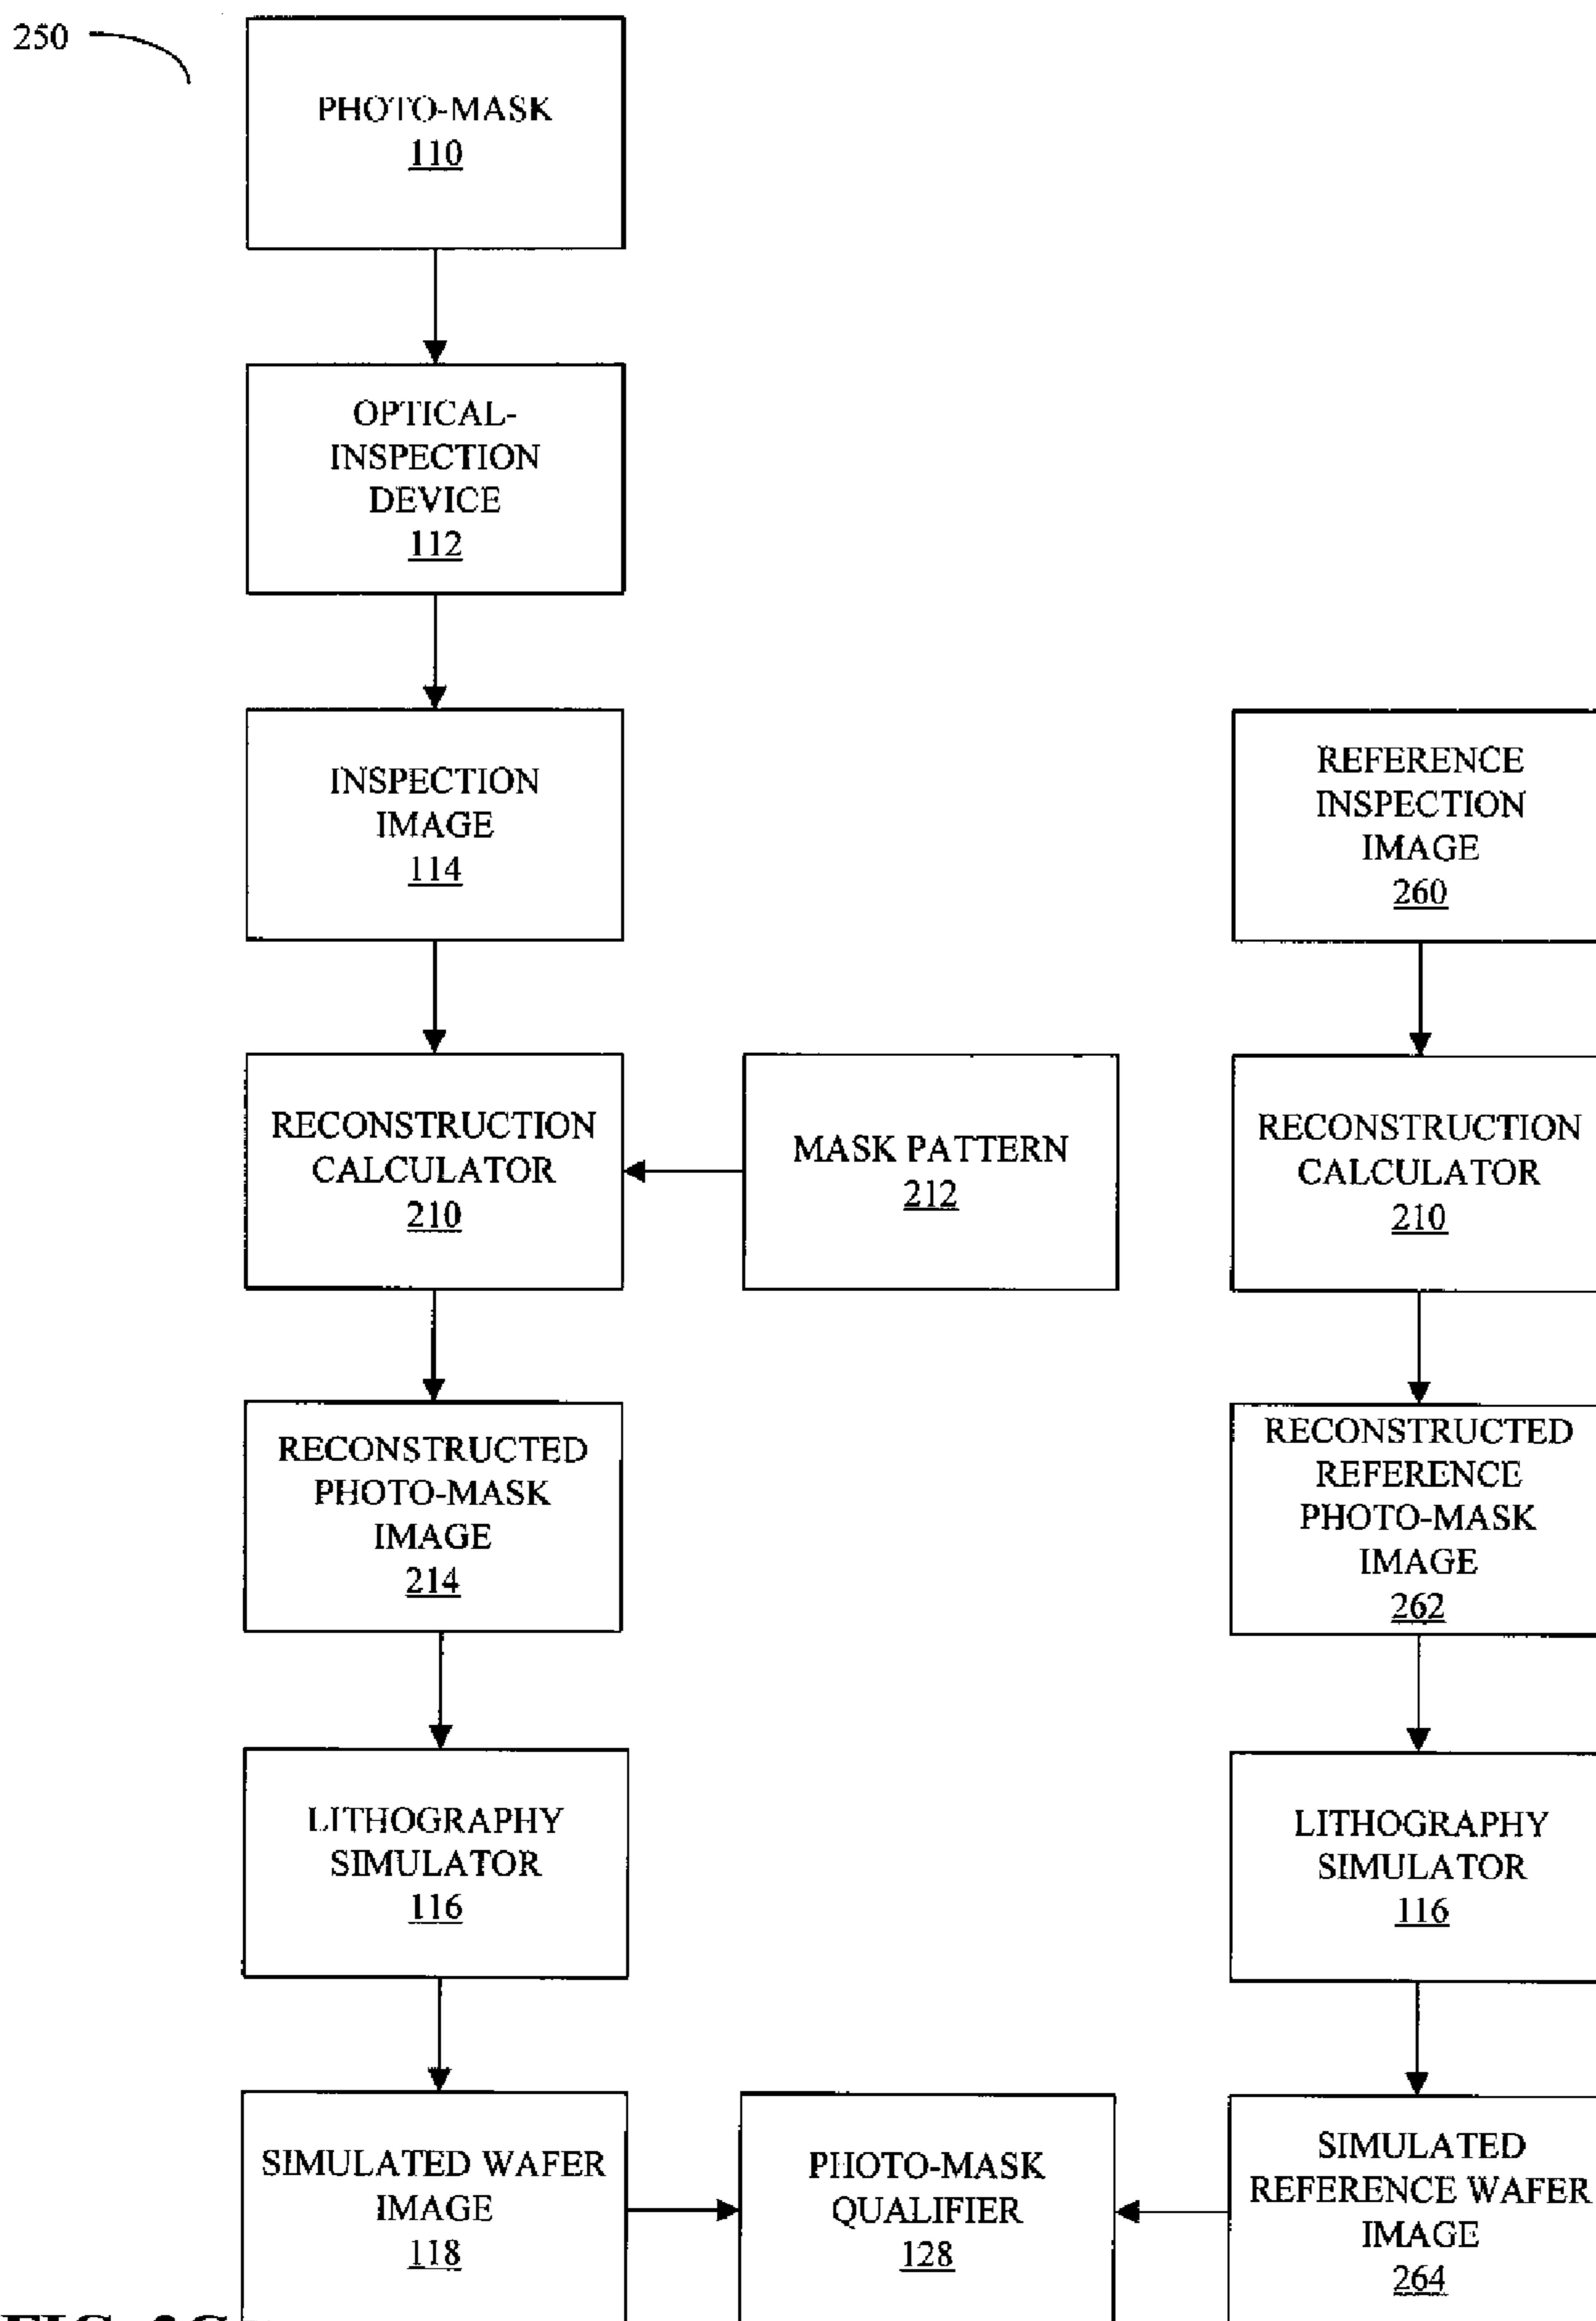 250
PHOTO-MASK
110
OPTICAL-
INSPECTION
DEVICE
112
INSPECTION
IMAGE
114
RECONSTRUCTION
CALCULATOR
210
MASK PATTERN
212
RECONSTRUCTED
PHOTO-MASK
IMAGE
214
LITHOGRAPHY
SIMULATOR
116
SIMULATED WAFER
IMAGE
118
PHOTO-MASK
QUALIFIER
128
REFERENCE
INSPECTION
IMAGE
260
RECONSTRUCTION
CALCULATOR
210
RECONSTRUCTED
REFERENCE
PHOTO-MASK
IMAGE
262
LITHOGRAPHY
SIMULATOR
116
SIMULATED
REFERENCE WAFER
IMAGE
264